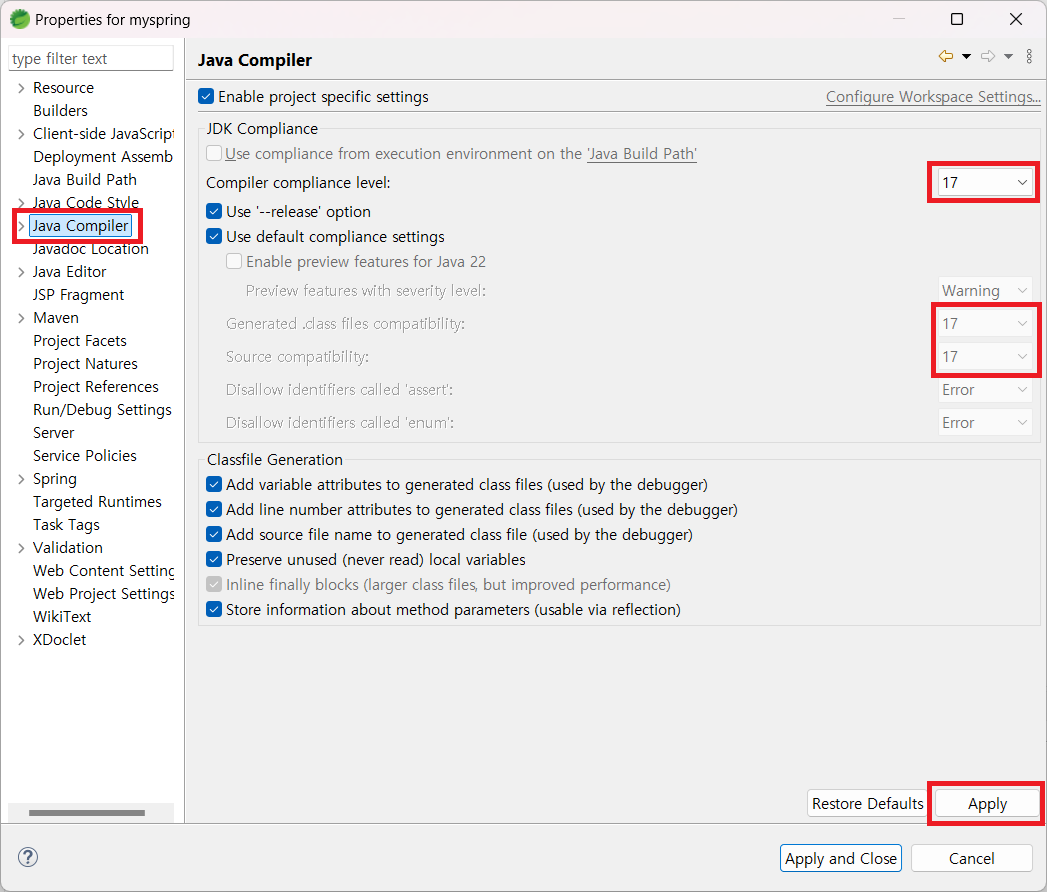 Properties for myspring
type filter text
Resource
Builders
Client-side JavaScript
Deployment Assemb
Java Build Path
Java Code Style
Java Compiler
Javadoc Location
Java Editor
JSP Fragment
Maven
Project Facets
Project Natures
Project References
Run/Debug Settings
Server
Service Policies
Spring
Targeted Runtimes
Task Tags
Validation
Web Content Setting
Web Project Settings
WikiText
XDoclet
Java Compiler
Enable project specific settings
Configure Workspace Settings...
JDK Compliance
Use compliance from execution environment on the 'Java Build Path'
Compiler compliance level: 17
Use '--release' option
Use default compliance settings
Enable preview features for Java 22
Preview features with severity level: Warning
Generated .class files compatibility: 17
Source compatibility: 17
Disallow identifiers called 'assert': Error
Disallow identifiers called 'enum': Error
Classfile Generation
Add variable attributes to generated class files (used by the debugger)
Add line number attributes to generated class files (used by the debugger)
Add source file name to generated class file (used by the debugger)
Preserve unused (never read) local variables
Inline finally blocks (larger class files, but improved performance)
Store information about method parameters (usable via reflection)
Restore Defaults Apply
? Apply and Close Cancel